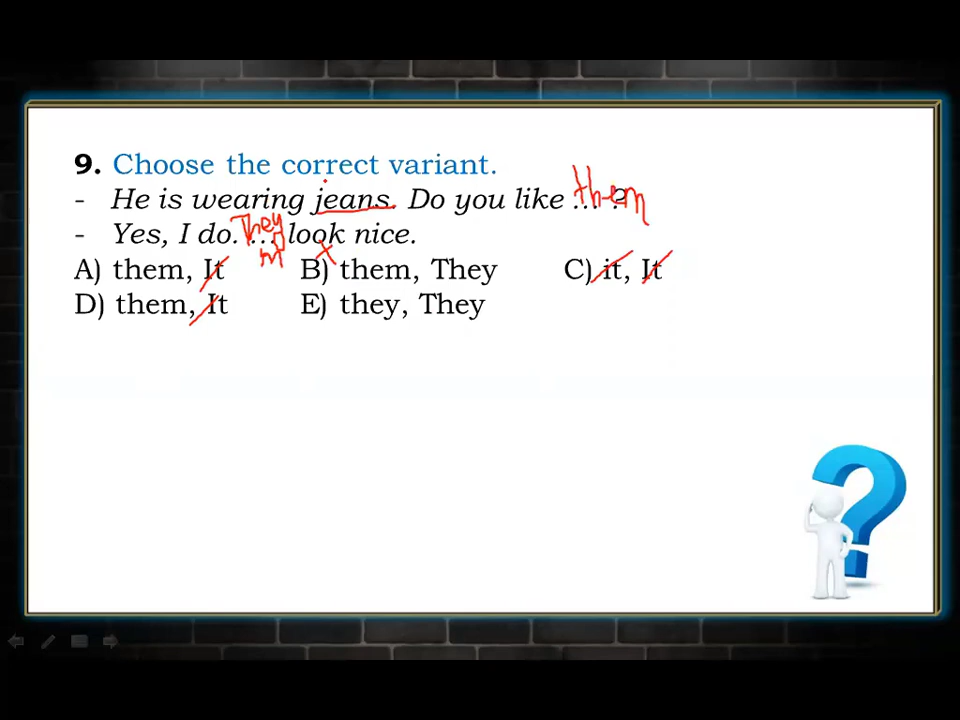 9. Choose the correct variant.
- He is wearing jeans. Do you like ... ? them
- Yes, I do. ... look nice. They
A) them, It B) them, They C) it, It
D) them, It E) they, They